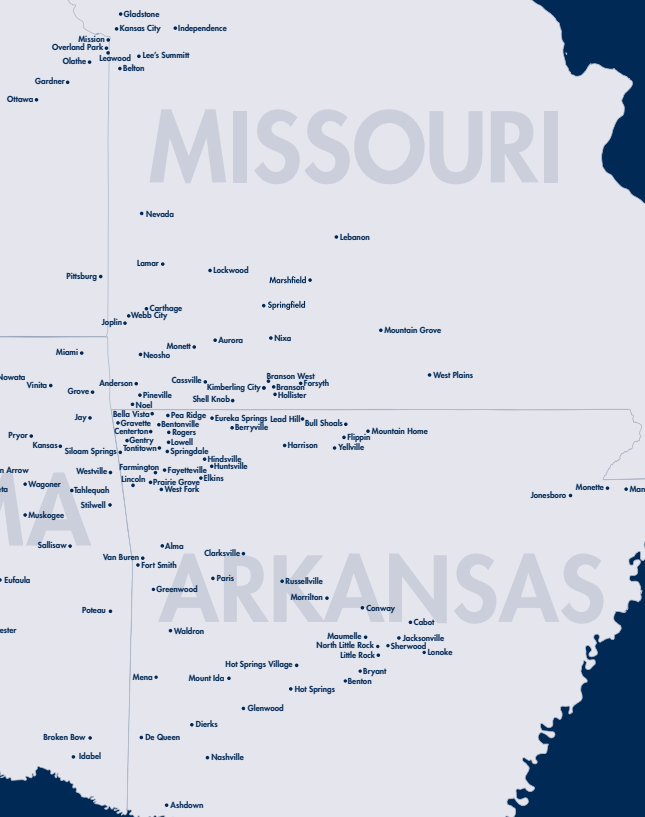 Gladstone
Kansas City
Independence
Mission
Overland Park
Leawood
Lee's Summitt
Olathe
Belton
Gardner
Ottawa
MISSOURI
Nevada
Lebanon
Lamar
Lockwood
Pittsburg
Marshfield
Springfield
Carthage
Webb City
Joplin
Mountain Grove
Aurora
Nixa
Monett
Miami
Neosho
Nowata
Vinita
Anderson
Cassville
Branson West
Kimberling City
Branson
Forsyth
West Plains
Grove
Pineville
Hollister
Shell Knob
Noel
Bella Vista
Pea Ridge
Eureka Springs
Lead Hill
Jay
Gravette
Bentonville
Berryville
Bull Shoals
Centerton
Rogers
Mountain Home
Pryor
Flippin
Kansas
Gentry
Lowell
Harrison
Yellville
Siloam Springs
Tontitown
Springdale
Hindsville
Farmington
Fayetteville
Huntsville
n Arrow
Westville
Lincoln
Prairie Grove
Elkins
Wagoner
Tahlequah
West Fork
eta
Monette
Man
Jonesboro
MA
Stilwell
Muskogee
Sallisaw
Alma
Clarksville
Van Buren
Fort Smith
ARKANSAS
Eufaula
Paris
Russellville
Greenwood
Morrilton
Poteau
Conway
Cabot
ester
Waldron
Maumelle
Jacksonville
North Little Rock
Sherwood
Little Rock
Lonoke
Hot Springs Village
Bryant
Mena
Mount Ida
Benton
Hot Springs
Glenwood
Dierks
Broken Bow
De Queen
Idabel
Nashville
Ashdown